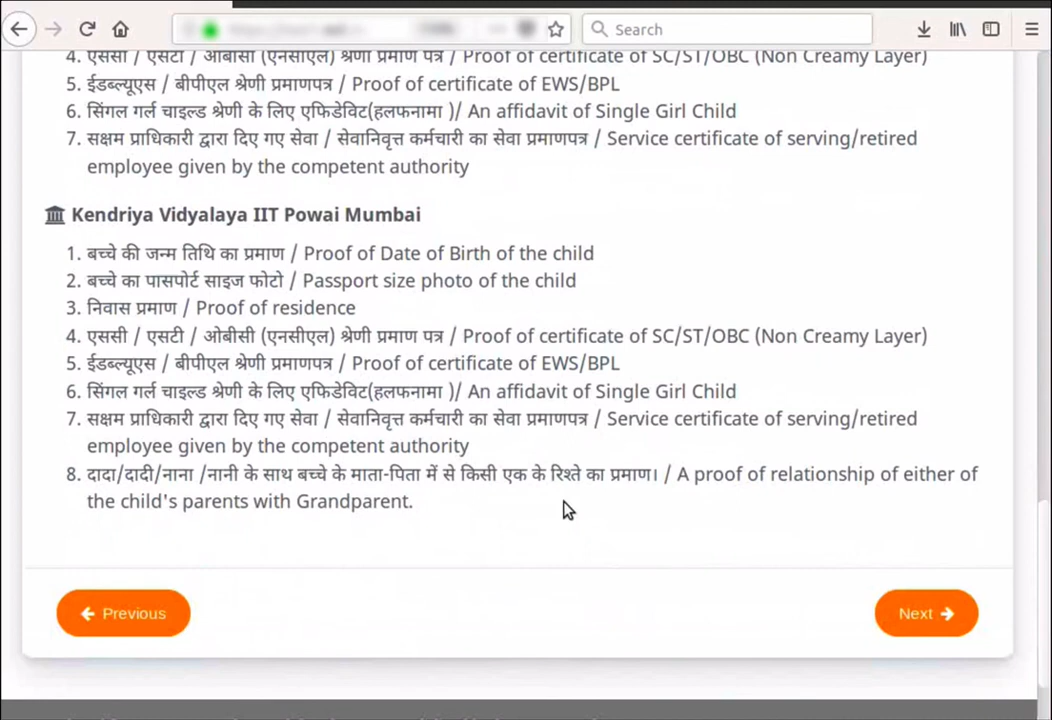 Search
4. एससी / एसटी / ओबीसी (एनसीएल) श्रेणी प्रमाण पत्र / Proof of certificate of SC/ST/OBC (Non Creamy Layer)
5. ईडब्ल्यूएस / बीपीएल श्रेणी प्रमाणपत्र / Proof of certificate of EWS/BPL
6. सिंगल गर्ल चाइल्ड श्रेणी के लिए एफिडेविट(हलफनामा )/ An affidavit of Single Girl Child
7. सक्षम प्राधिकारी द्वारा दिए गए सेवा / सेवानिवृत्त कर्मचारी का सेवा प्रमाणपत्र / Service certificate of serving/retired
employee given by the competent authority
Kendriya Vidyalaya IIT Powai Mumbai
1. बच्चे की जन्म तिथि का प्रमाण / Proof of Date of Birth of the child
2. बच्चे का पासपोर्ट साइज फोटो / Passport size photo of the child
3. निवास प्रमाण / Proof of residence
4. एससी / एसटी / ओबीसी (एनसीएल) श्रेणी प्रमाण पत्र / Proof of certificate of SC/ST/OBC (Non Creamy Layer)
5. ईडब्ल्यूएस / बीपीएल श्रेणी प्रमाणपत्र / Proof of certificate of EWS/BPL
6. सिंगल गर्ल चाइल्ड श्रेणी के लिए एफिडेविट(हलफनामा )/ An affidavit of Single Girl Child
7. सक्षम प्राधिकारी द्वारा दिए गए सेवा / सेवानिवृत्त कर्मचारी का सेवा प्रमाणपत्र / Service certificate of serving/retired
employee given by the competent authority
8. दादा/दादी/नाना /नानी के साथ बच्चे के माता-पिता में से किसी एक के रिश्ते का प्रमाण। / A proof of relationship of either of
the child's parents with Grandparent.
Previous
Next